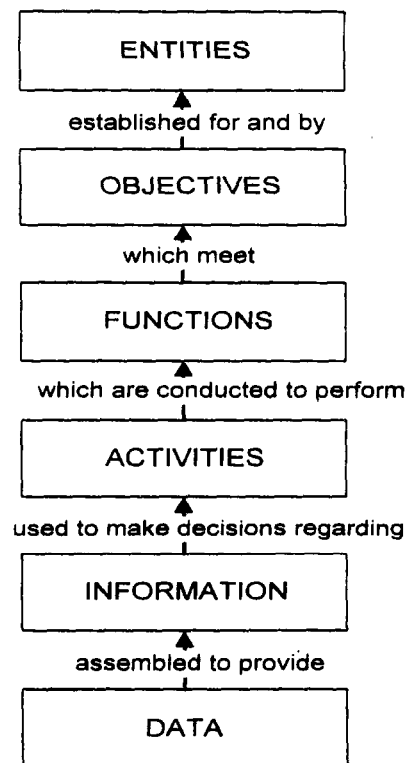 ENTITIES
established for and by
OBJECTIVES
which meet
FUNCTIONS
which are conducted to perform
ACTIVITIES
used to make decisions regarding
INFORMATION
assembled to provide
DATA